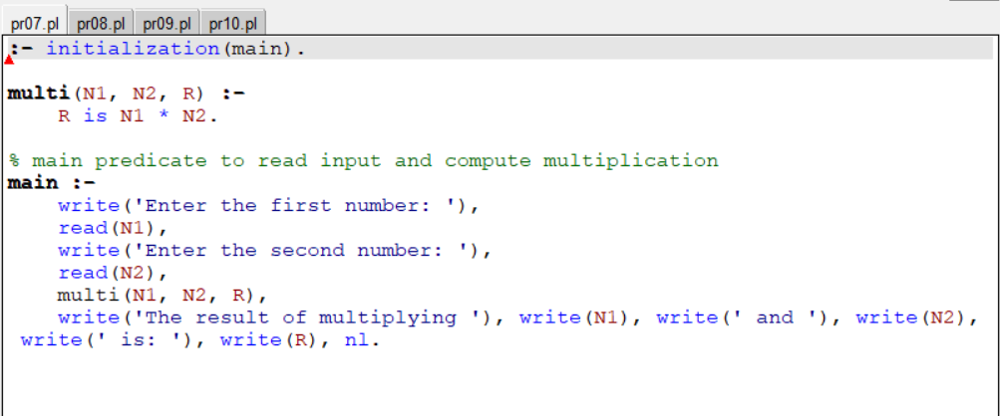 pr07.pl pr08.pl pr09.pl pr10.pl
:- initialization(main).
multi(N1, N2, R) :-
    R is N1 * N2.
% main predicate to read input and compute multiplication
main :-
    write('Enter the first number: '),
    read(N1),
    write('Enter the second number: '),
    read(N2),
    multi(N1, N2, R),
    write('The result of multiplying '), write(N1), write(' and '), write(N2),
 write(' is: '), write(R), nl.